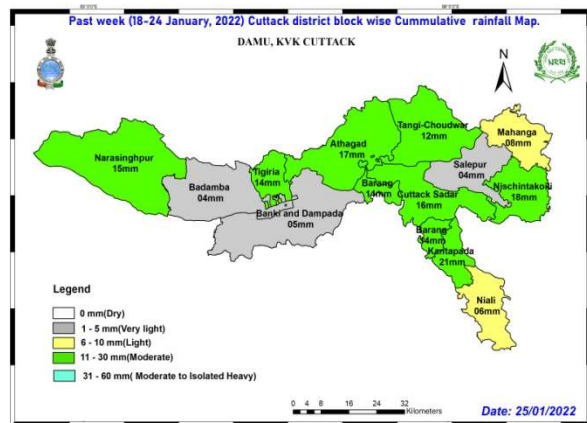 Past week (18-24 January, 2022) Cuttack district block wise Cummulative rainfall Map.
DAMU, KVK CUTTACK
N
NRRI
Tangi-Choudwar
12mm
Mahanga
08mm
Athagad
17mm
Narasinghpur
15mm
Salepur
04mm
Tigiria
14mm
Badamba
04mm
Barang
14mm
Nischintakoili
18mm
Cuttack Sadar
16mm
Banki and Dampada
05mm
Barang
14mm
Kantapada
21mm
Niali
06mm
Legend
0 mm(Dry)
1 - 5 mm(Very light)
6 - 10 mm(Light)
11 - 30 mm(Moderate)
31 - 60 mm( Moderate to Isolated Heavy)
0 4 8 16 24 32
Kilometers
Date: 25/01/2022